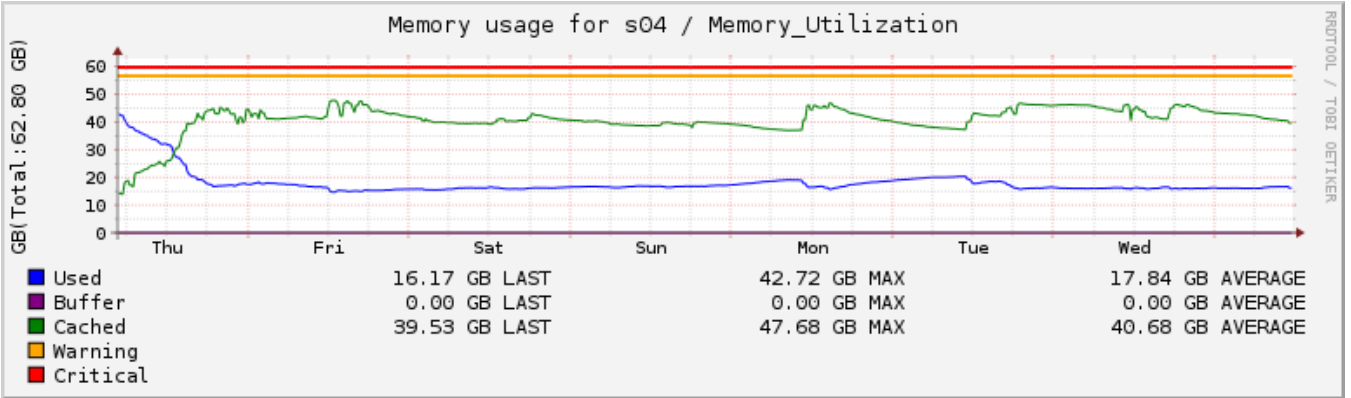 Memory usage for s04 / Memory_Utilization
RRDTOOL / TOBI OETIKER
GB(Total:62.80 GB)
60
50
40
30
20
10
0
Thu Fri Sat Sun Mon Tue Wed
Used 16.17 GB LAST 42.72 GB MAX 17.84 GB AVERAGE
Buffer 0.00 GB LAST 0.00 GB MAX 0.00 GB AVERAGE
Cached 39.53 GB LAST 47.68 GB MAX 40.68 GB AVERAGE
Warning
Critical